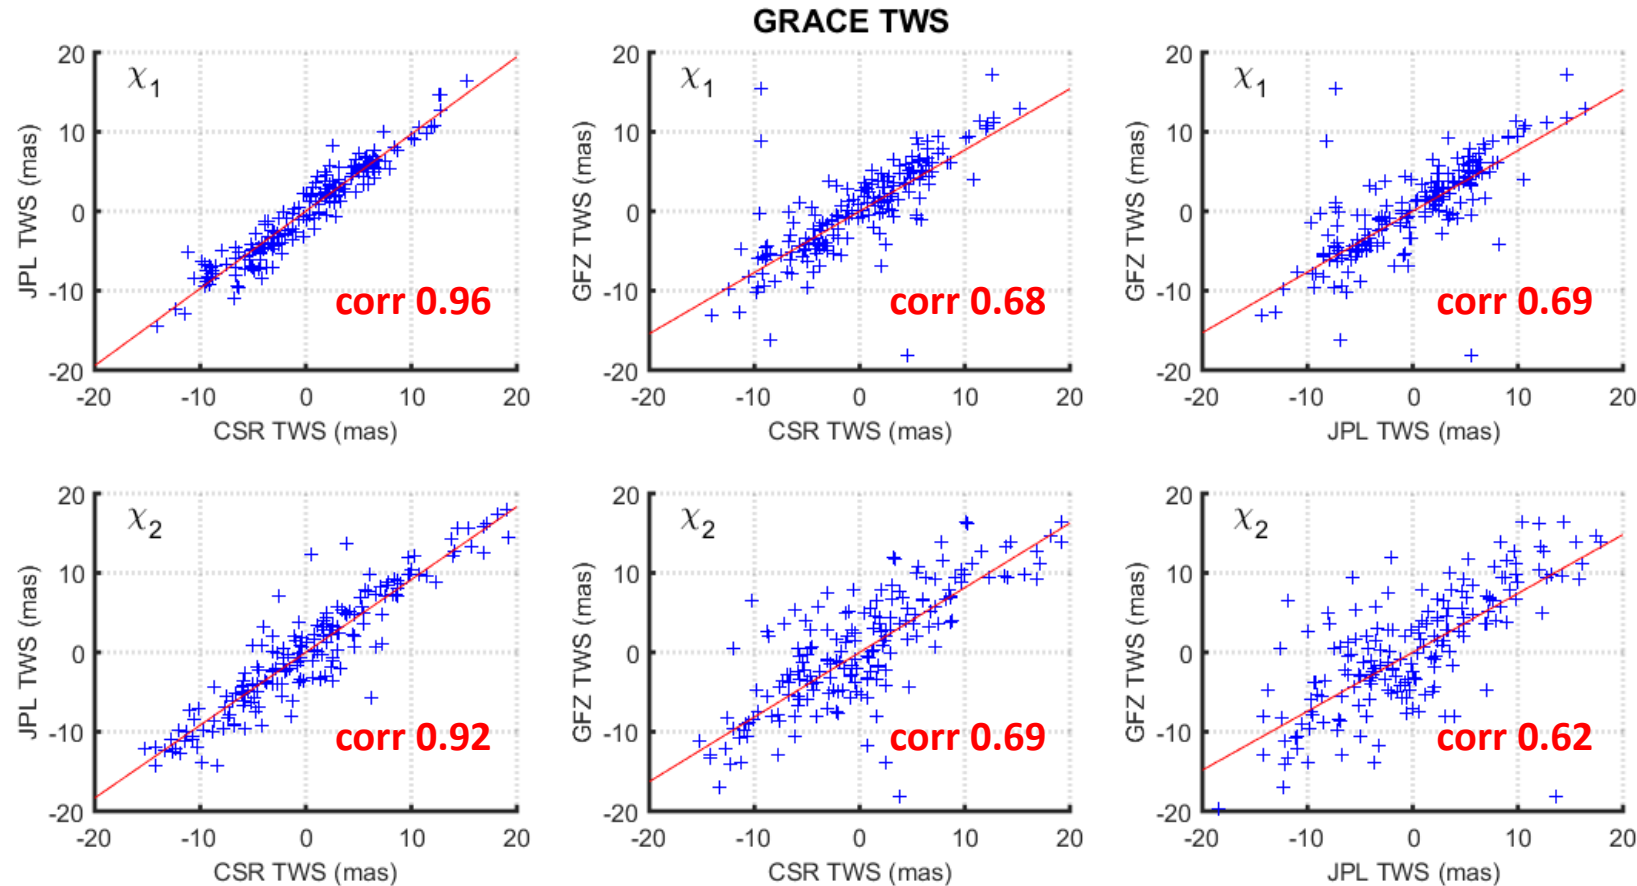 GRACE TWS
χ1
20
10
0
-10
-20
JPL TWS (mas)
corr 0.96
-20 -10 0 10 20
CSR TWS (mas)
χ1
20
10
0
-10
-20
GFZ TWS (mas)
corr 0.68
-20 -10 0 10 20
CSR TWS (mas)
χ1
20
10
0
-10
-20
GFZ TWS (mas)
corr 0.69
-20 -10 0 10 20
JPL TWS (mas)
χ2
20
10
0
-10
-20
JPL TWS (mas)
corr 0.92
-20 -10 0 10 20
CSR TWS (mas)
χ2
20
10
0
-10
-20
GFZ TWS (mas)
corr 0.69
-20 -10 0 10 20
CSR TWS (mas)
χ2
20
10
0
-10
-20
GFZ TWS (mas)
corr 0.62
-20 -10 0 10 20
JPL TWS (mas)